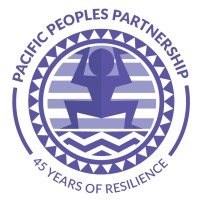 PACIFIC PEOPLES PARTNERSHIP
45 YEARS OF RESILIENCE